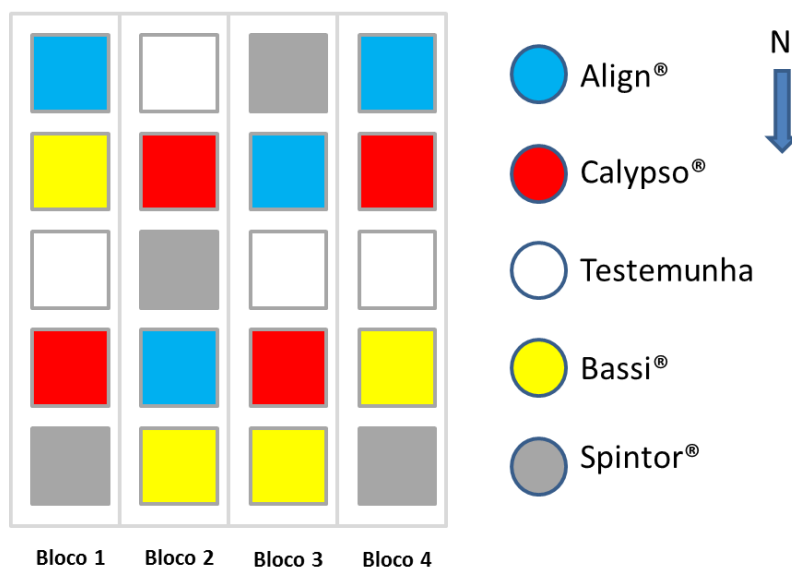 N
Align®
Calypso®
Testemunha
Bassi®
Spintor®
Bloco 1
Bloco 2
Bloco 3
Bloco 4